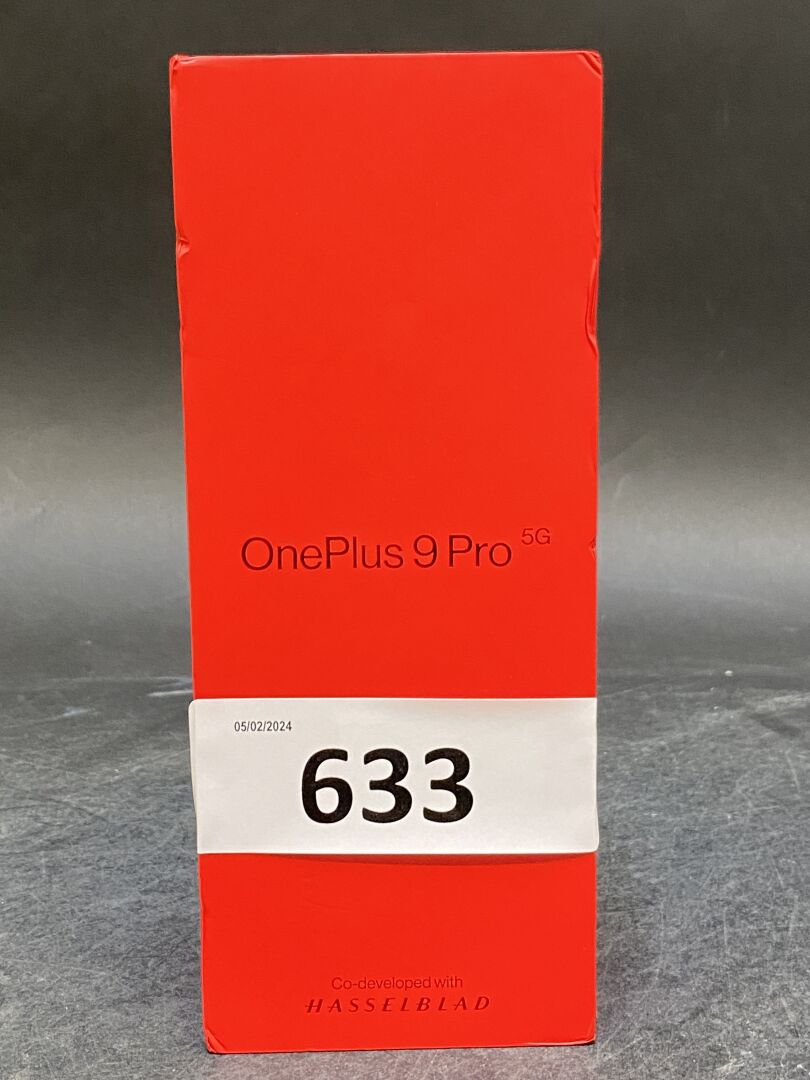 OnePlus 9 Pro 5G
05/02/2024
633
Co-developed with
HASSELBLAD